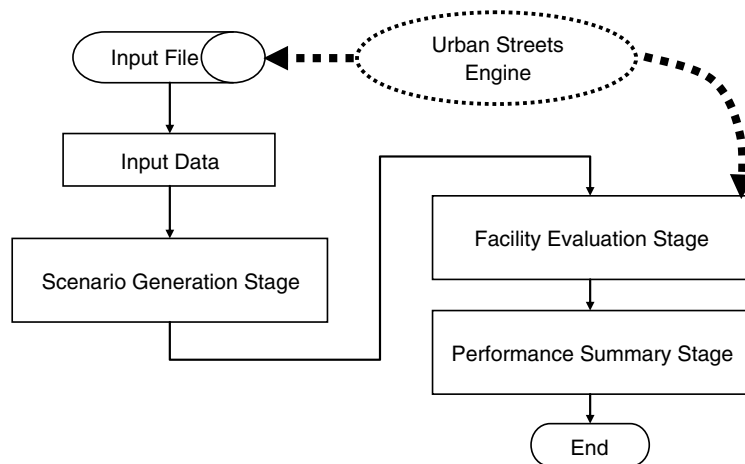 Input File
Urban Streets
Engine
Input Data
Scenario Generation Stage
Facility Evaluation Stage
Performance Summary Stage
End